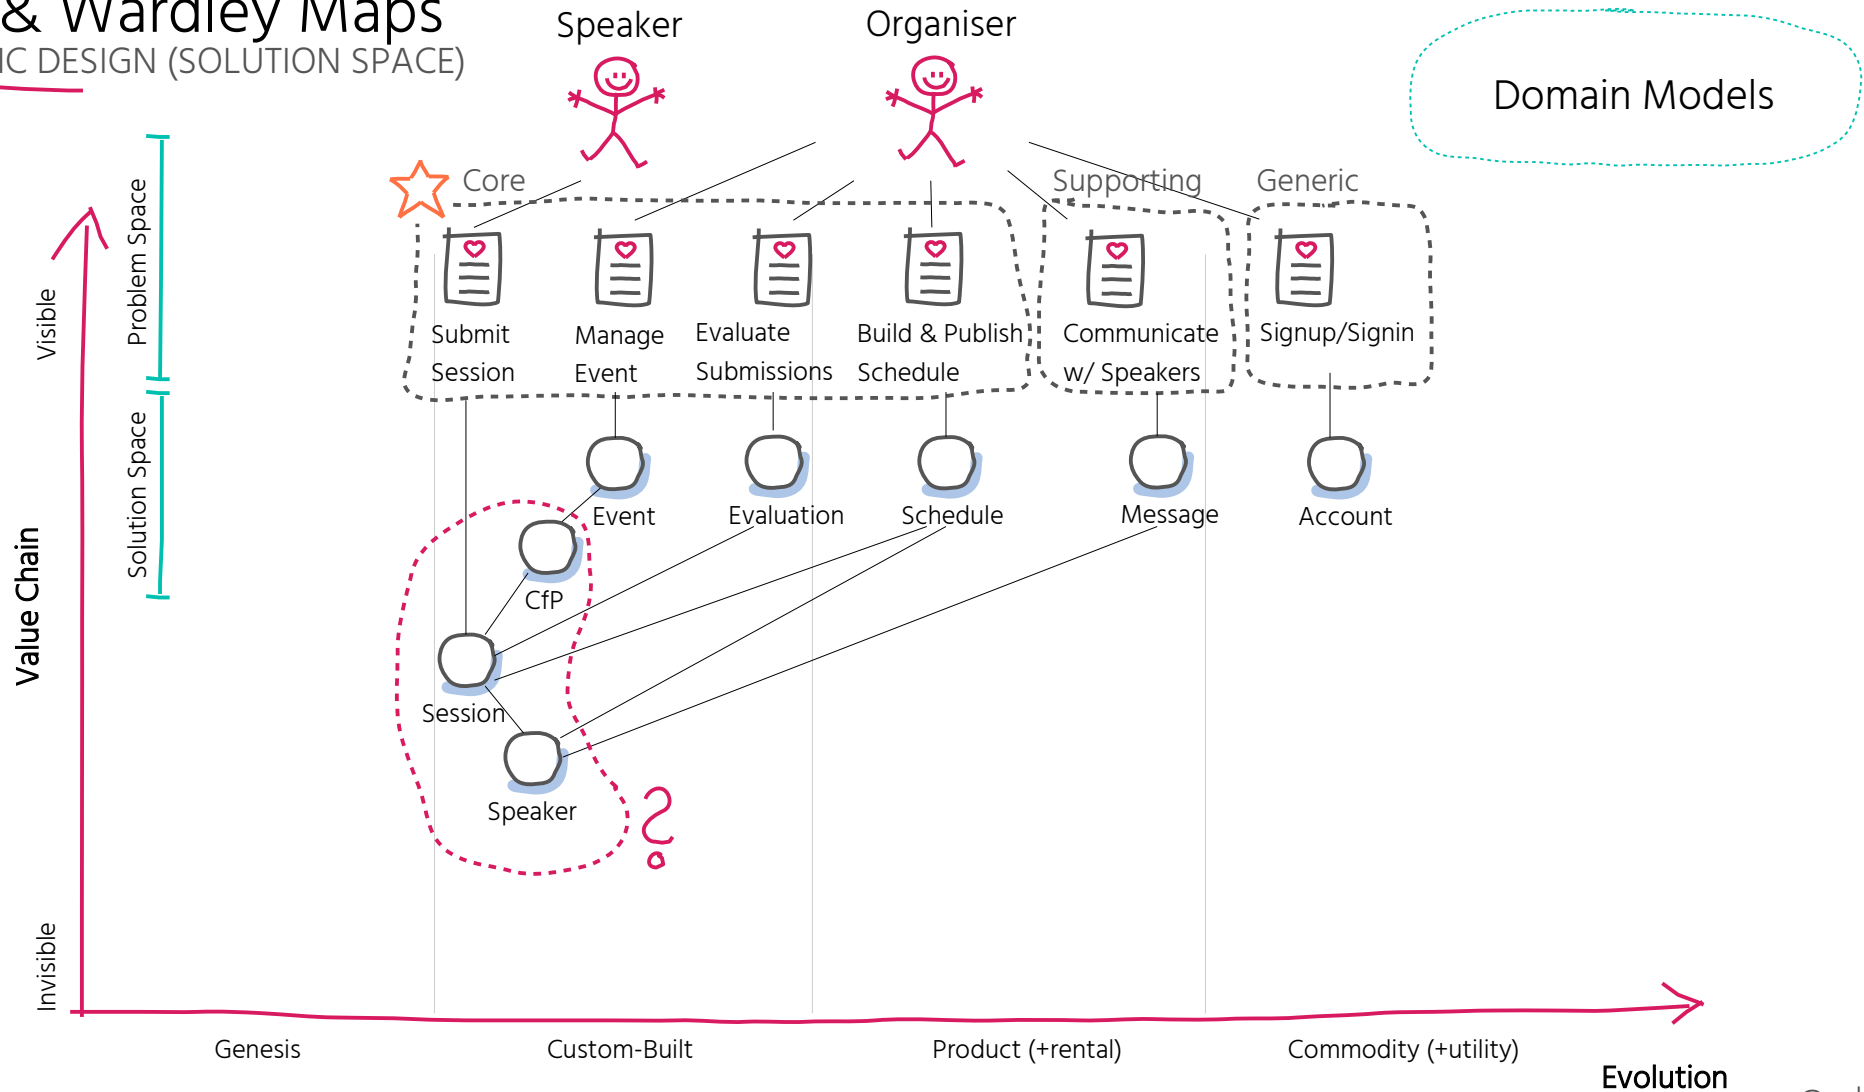 & Wardley Maps
IC DESIGN (SOLUTION SPACE)
Speaker
Organiser
Domain Models
Core
Supporting
Generic
Problem Space
Visible
Submit
Session
Manage
Event
Evaluate
Submissions
Build & Publish
Schedule
Communicate
w/ Speakers
Signup/Signin
Solution Space
Value Chain
Event
Evaluation
Schedule
Message
Account
CfP
Session
Speaker
?
Invisible
Genesis
Custom-Built
Product (+rental)
Commodity (+utility)
Evolution